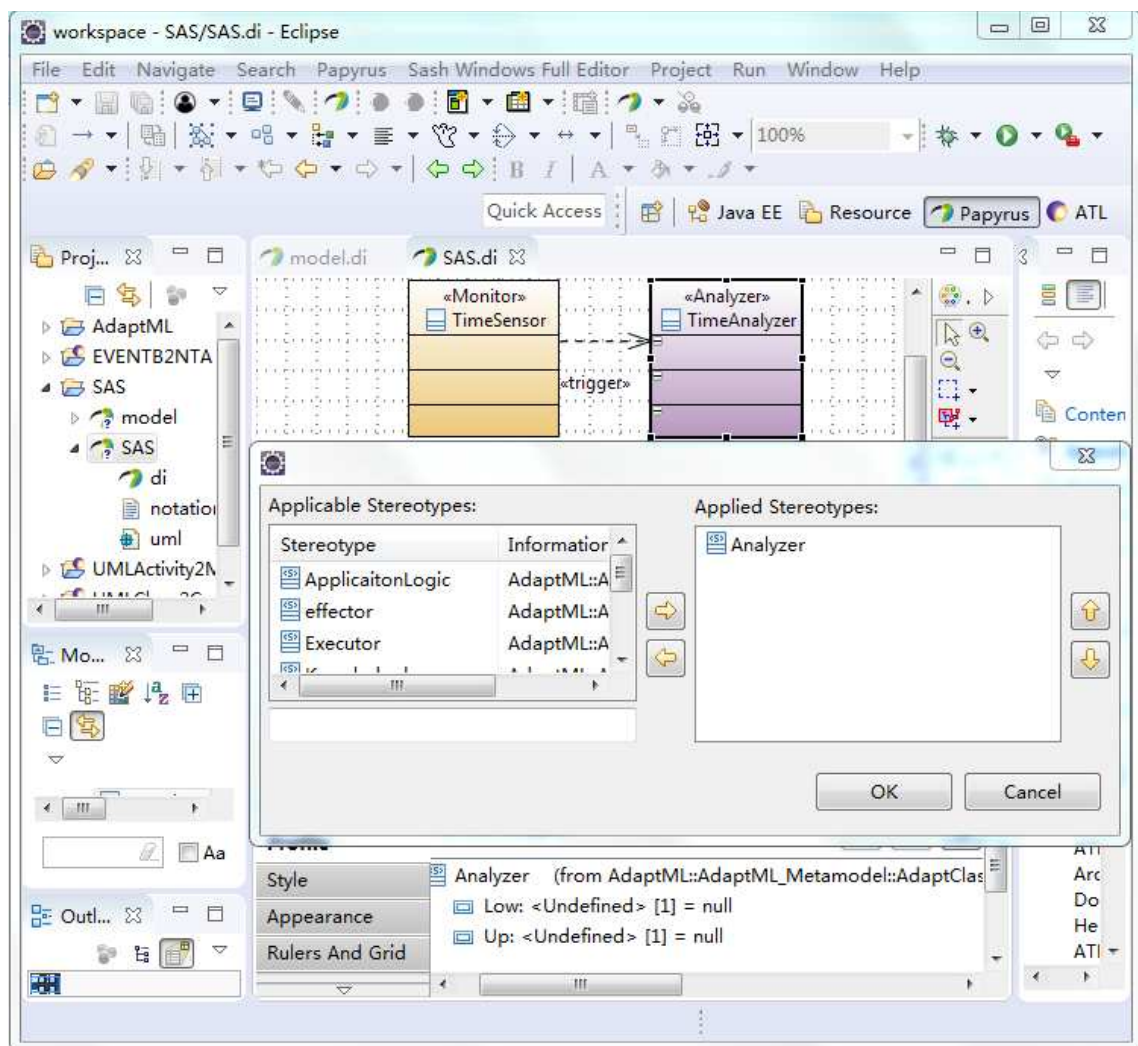 workspace - SAS/SAS.di - Eclipse
File Edit Navigate Search Papyrus Sash Windows Full Editor Project Run Window Help
100%
B I A
Quick Access Java EE Resource Papyrus ATL
Proj... model.di SAS.di
«Monitor» «Analyzer»
TimeSensor TimeAnalyzer
AdaptML
EVENTB2NTA
SAS
«trigger»
model
Conten
SAS
di
notation
uml
UMLActivity2M
Applicable Stereotypes: Applied Stereotypes:
Stereotype Information Analyzer
ApplicaitonLogic AdaptML::A
effector AdaptML::A
Executor AdaptML::A
Mo...
OK Cancel
Aa
Style Analyzer (from AdaptML::AdaptML_Metamodel::AdaptClas
Arc
Appearance Low: <Undefined> [1] = null
Do
Outl... Up: <Undefined> [1] = null
He
Rulers And Grid
ATl